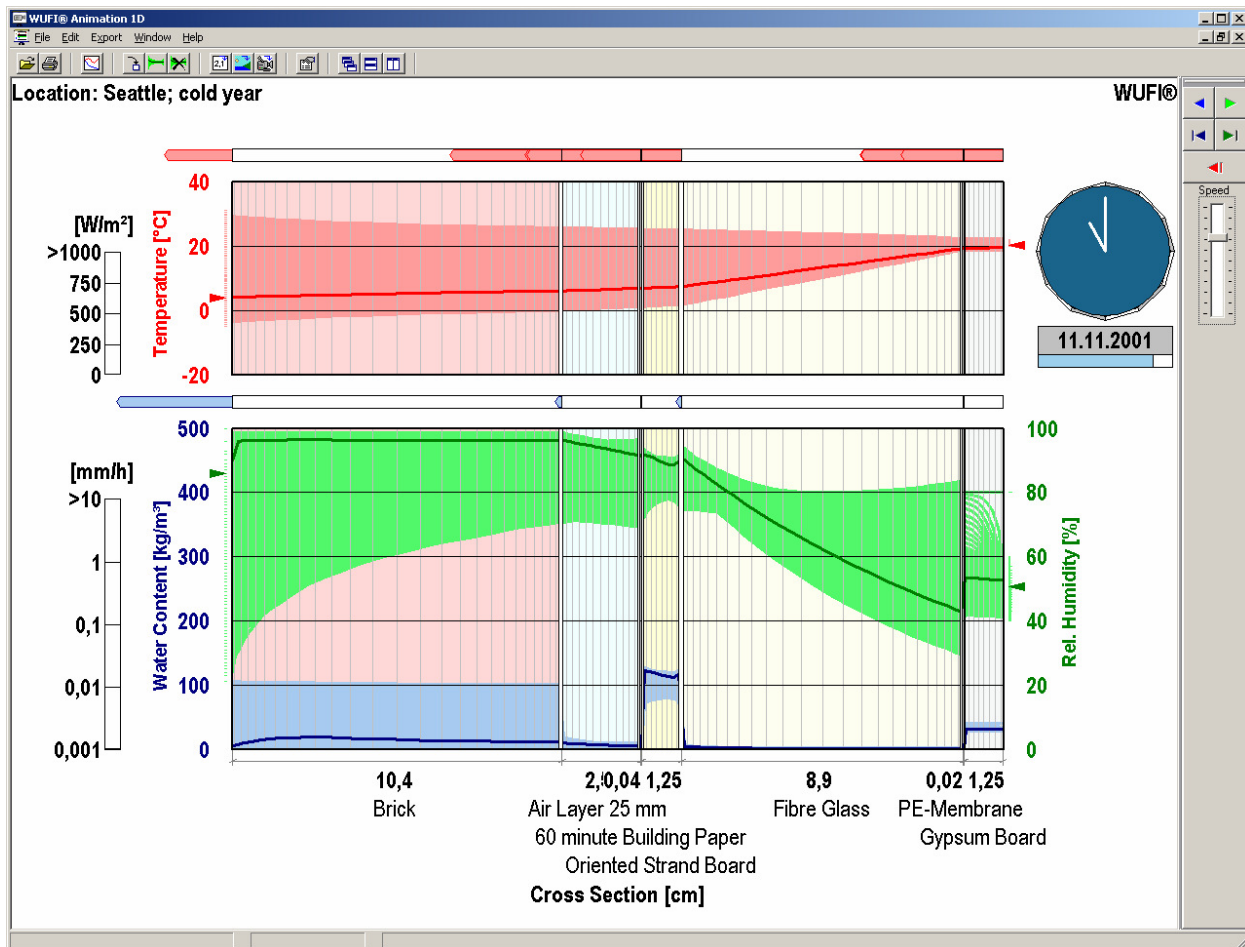 WUFI® Animation 1D
File Edit Export Window Help
2,1
Location: Seattle; cold year
WUFI®
Speed
[W/m²]
>1000
750
500
250
0
Temperature [°C]
40
20
0
-20
11.11.2001
[mm/h]
>10
1
0,1
0,01
0,001
Water Content [kg/m³]
500
400
300
200
100
0
100
80
60
40
20
0
Rel. Humidity [%]
10,4 2, 0,04 1,25 8,9 0,02 1,25
Brick Air Layer 25 mm Fibre Glass PE-Membrane
60 minute Building Paper Gypsum Board
Oriented Strand Board
Cross Section [cm]